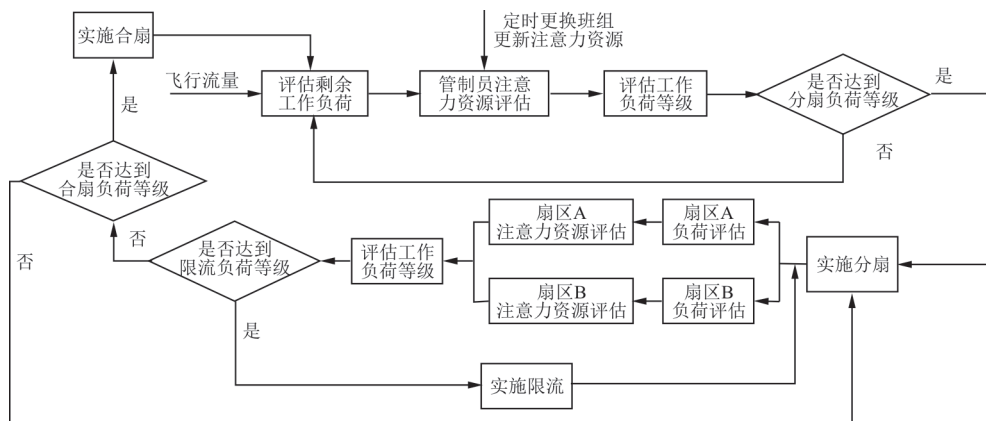 定时更换班组
更新注意力资源
实施合扇
飞行流量
评估剩余
工作负荷
管制员注意
力资源评估
评估工作
负荷等级
是否达到
分扇负荷等级
是
否
是
是否达到
合扇负荷等级
否
否
是否达到
限流负荷等级
是
评估工作
负荷等级
扇区A
注意力资源评估
扇区A
负荷评估
扇区B
注意力资源评估
扇区B
负荷评估
实施分扇
实施限流